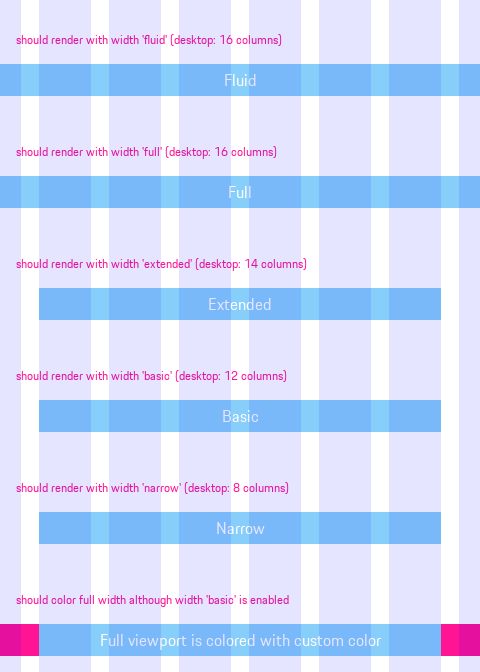 should render with width 'fluid' (desktop: 16 columns)
Fluid
should render with width 'full' (desktop: 16 columns)
Full
should render with width 'extended' (desktop: 14 columns)
Extended
should render with width 'basic' (desktop: 12 columns)
Basic
should render with width 'narrow' (desktop: 8 columns)
Narrow
should color full width although width 'basic' is enabled
Full viewport is colored with custom color